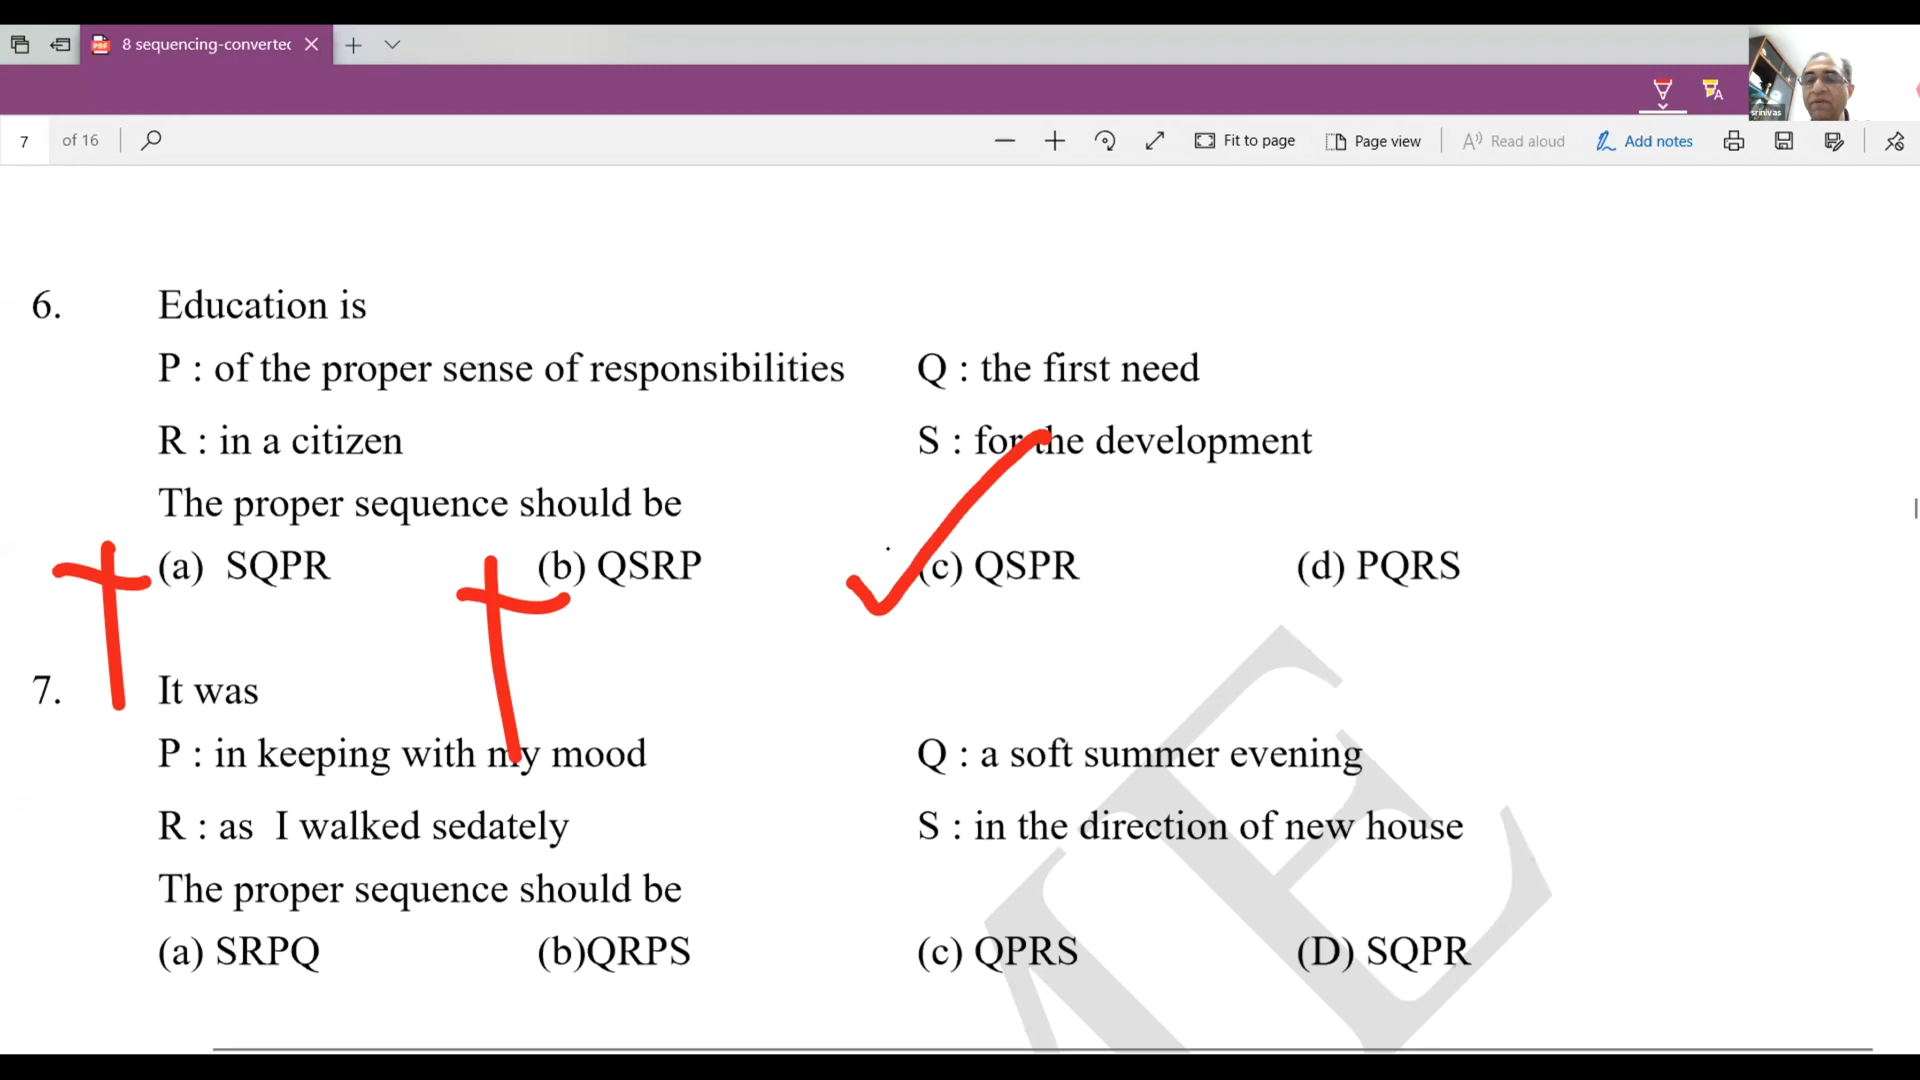 8 sequencing-converted
7 of 16
Fit to page
Page view
Read aloud
Add notes
srinivas
6. Education is
P : of the proper sense of responsibilities Q : the first need
R : in a citizen S : for the development
The proper sequence should be
(a) SQPR (b) QSRP (c) QSPR (d) PQRS
7. It was
P : in keeping with my mood Q : a soft summer evening
R : as I walked sedately S : in the direction of new house
The proper sequence should be
(a) SRPQ (b)QRPS (c) QPRS (D) SQPR
ME